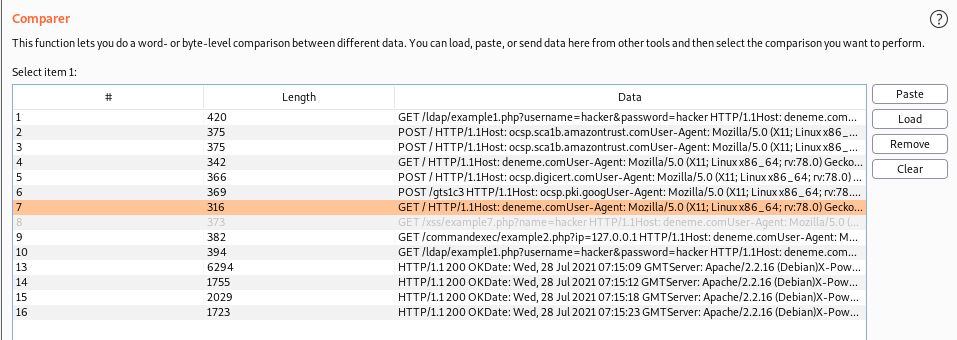 Comparer
?
This function lets you do a word- or byte-level comparison between different data. You can load, paste, or send data here from other tools and then select the comparison you want to perform.
Select item 1:
# Length Data
1 420 GET /ldap/example1.php?username=hacker&password=hacker HTTP/1.1Host: deneme.com...
2 375 POST / HTTP/1.1Host: ocsp.sca1b.amazontrust.comUser-Agent: Mozilla/5.0 (X11; Linux x86_...
3 375 POST / HTTP/1.1Host: ocsp.sca1b.amazontrust.comUser-Agent: Mozilla/5.0 (X11; Linux x86_...
4 342 GET / HTTP/1.1Host: deneme.comUser-Agent: Mozilla/5.0 (X11; Linux x86_64; rv:78.0) Gecko...
5 366 POST / HTTP/1.1Host: ocsp.digicert.comUser-Agent: Mozilla/5.0 (X11; Linux x86_64; rv:78.0)...
6 369 POST /gts1c3 HTTP/1.1Host: ocsp.pki.googUser-Agent: Mozilla/5.0 (X11; Linux x86_64; rv:78....
7 316 GET / HTTP/1.1Host: deneme.comUser-Agent: Mozilla/5.0 (X11; Linux x86_64; rv:78.0) Gecko...
8 373 GET /xss/example7.php?name=hacker HTTP/1.1Host: deneme.comUser-Agent: Mozilla/5.0 (...
9 382 GET /commandexec/example2.php?ip=127.0.0.1 HTTP/1.1Host: deneme.comUser-Agent: M...
10 394 GET /ldap/example1.php?username=hacker&password=hacker HTTP/1.1Host: deneme.com...
13 6294 HTTP/1.1 200 OKDate: Wed, 28 Jul 2021 07:15:09 GMTServer: Apache/2.2.16 (Debian)X-Pow...
14 1755 HTTP/1.1 200 OKDate: Wed, 28 Jul 2021 07:15:12 GMTServer: Apache/2.2.16 (Debian)X-Pow...
15 2029 HTTP/1.1 200 OKDate: Wed, 28 Jul 2021 07:15:18 GMTServer: Apache/2.2.16 (Debian)X-Pow...
16 1723 HTTP/1.1 200 OKDate: Wed, 28 Jul 2021 07:15:23 GMTServer: Apache/2.2.16 (Debian)X-Pow...
Paste
Load
Remove
Clear